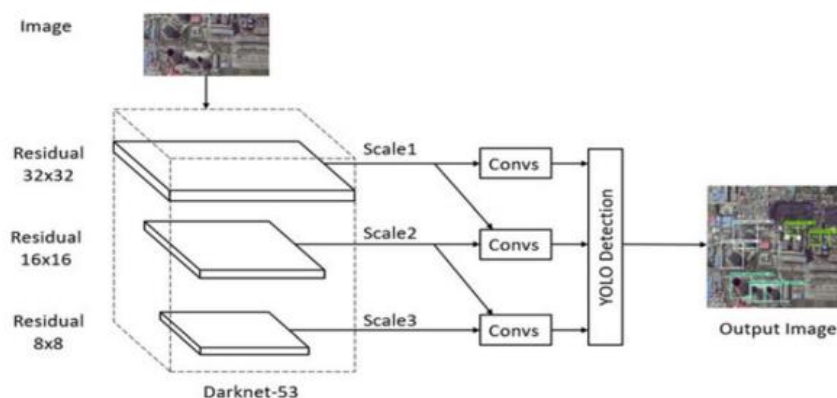 Image
Residual
32x32
Scale1
Convs
Residual
16x16
Scale2
Convs
YOLO Detection
Residual
8x8
Scale3
Convs
Output Image
Darknet-53